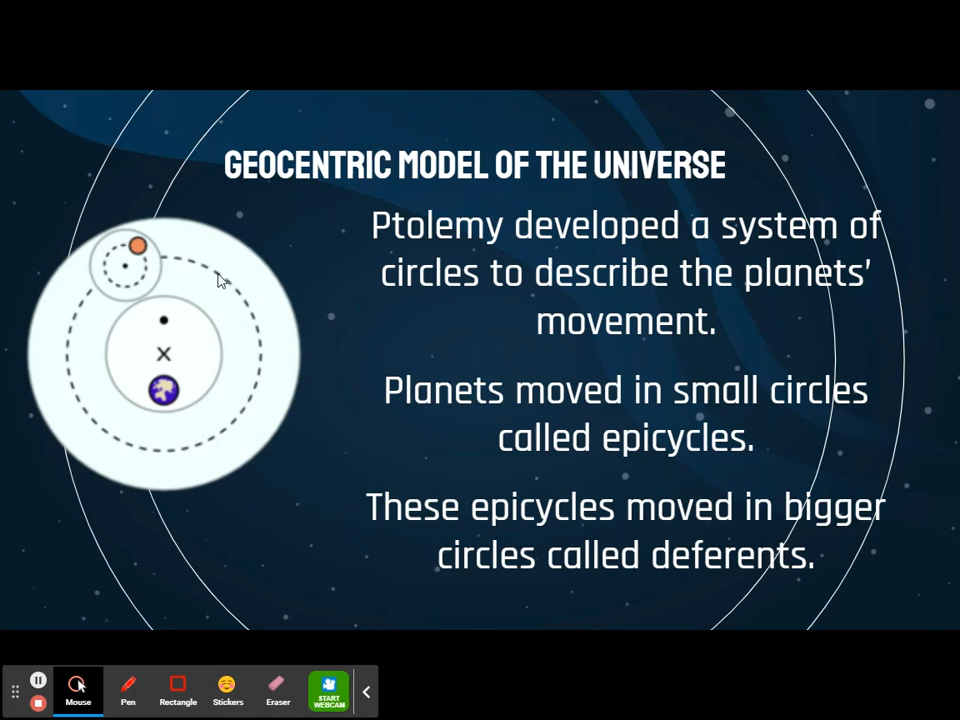 GEOCENTRIC MODEL OF THE UNIVERSE
Ptolemy developed a system of
circles to describe the planets'
movement.
Planets moved in small circles
called epicycles.
These epicycles moved in bigger
circles called deferents.
Mouse
Pen
Rectangle
Stickers
Eraser
START
WEBCAM